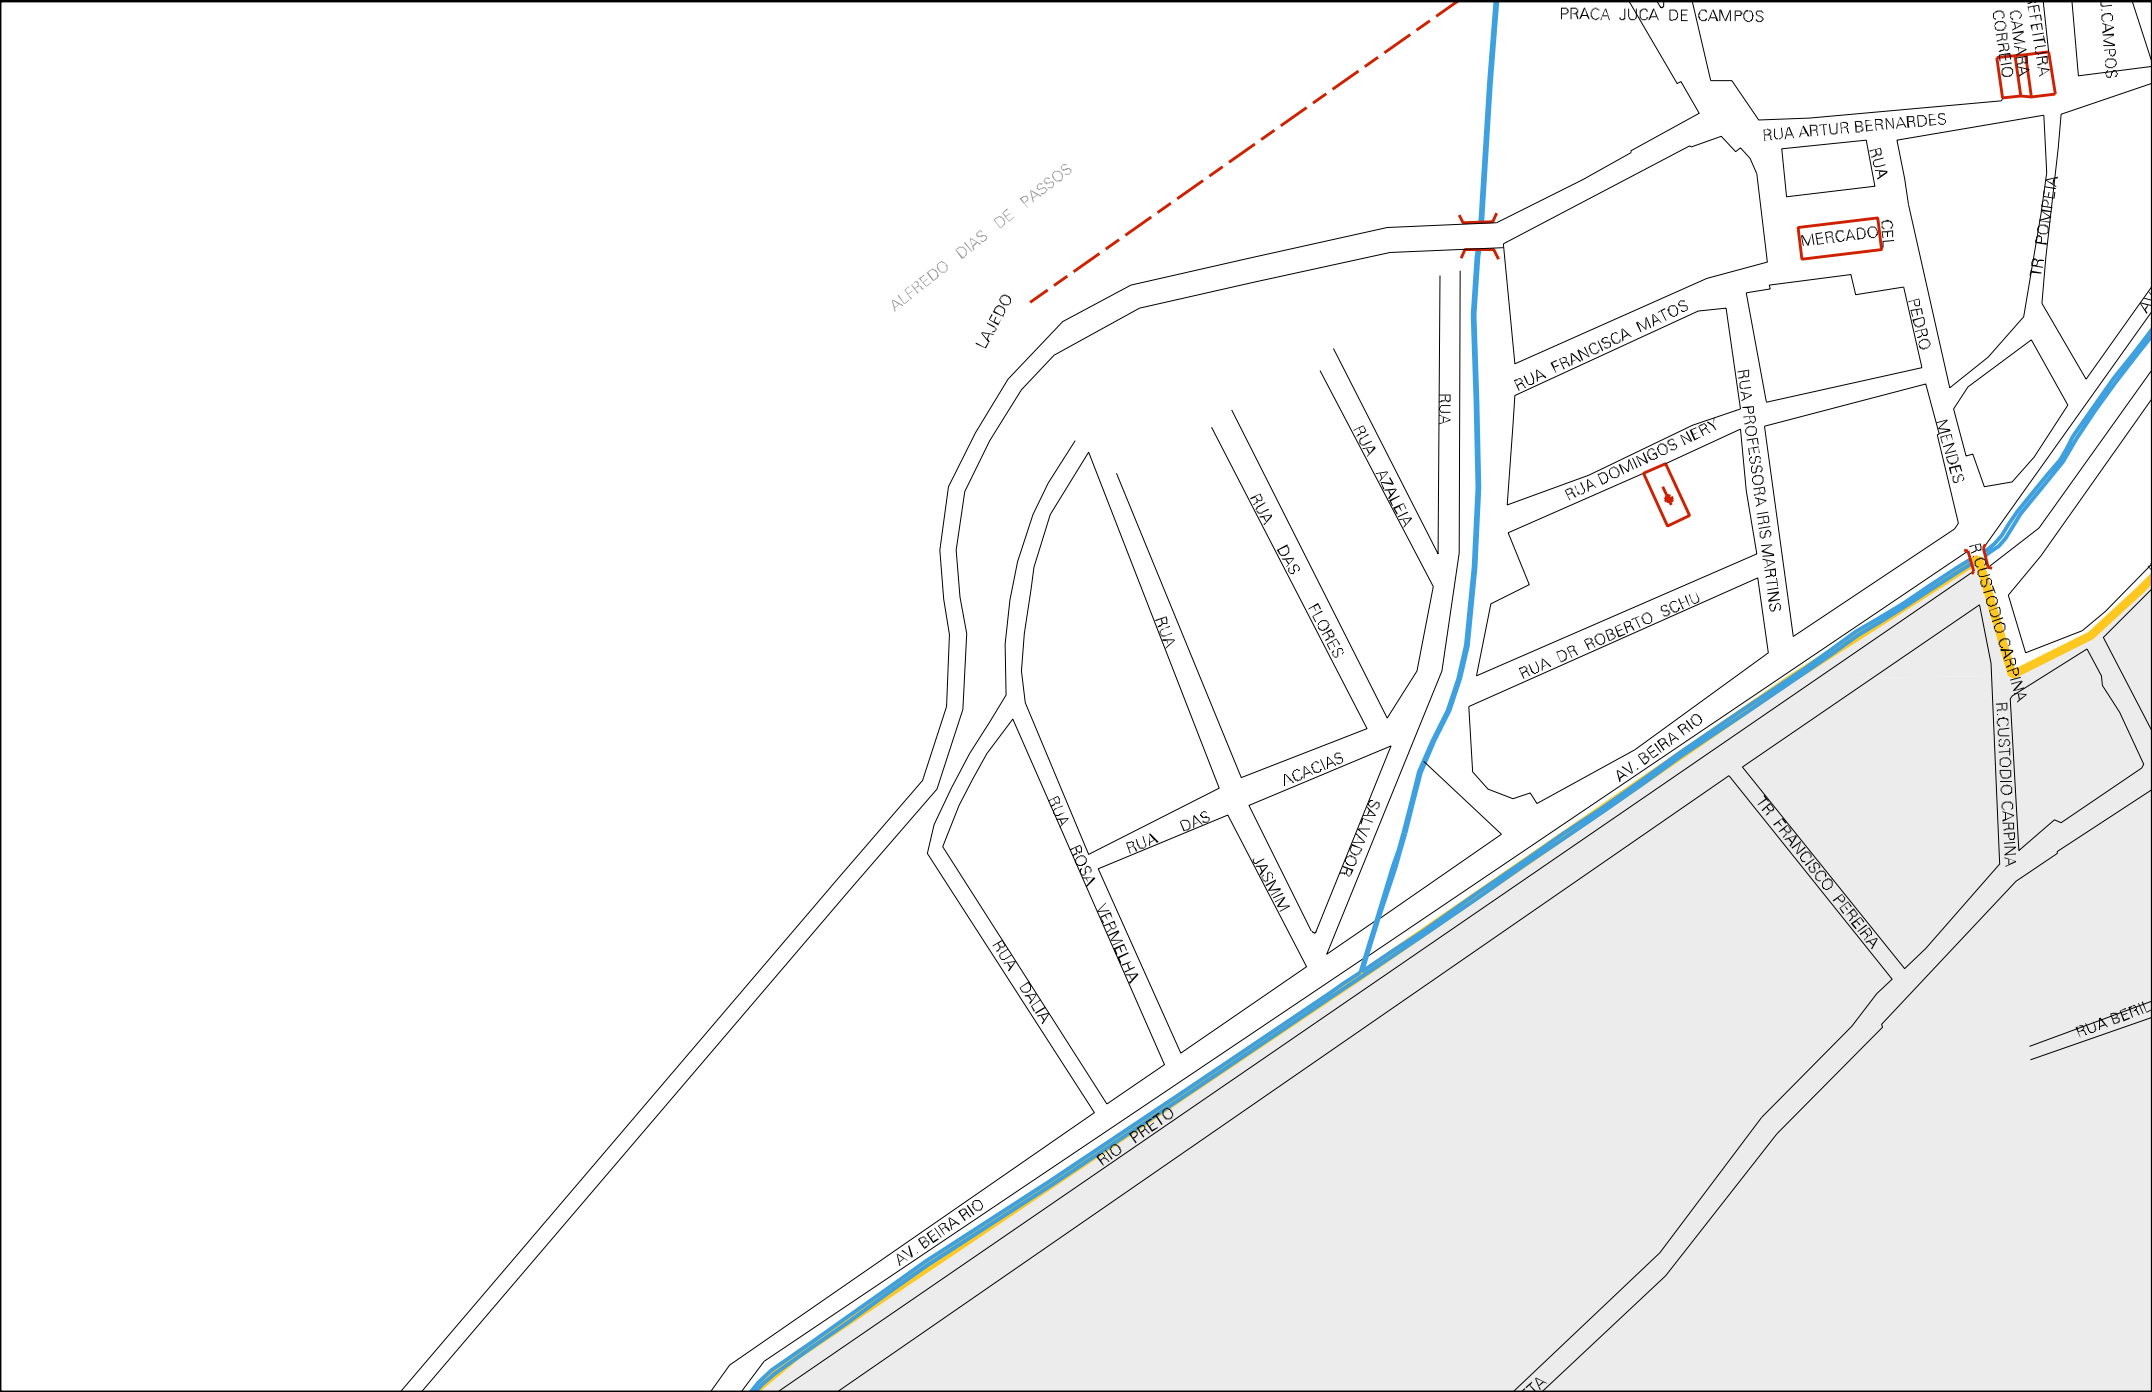 PRACA JUCA DE CAMPOS
CORREIO
CAMARA
EFEITURA
J.CAMPOS
RUA ARTUR BERNARDES
RUA CEL PEDRO MENDES
MERCADO
TR POMPEIA
ALFREDO DIAS DE PASSOS
LAJEDO
RUA FRANCISCA MATOS
RUA PROFESSORA IRIS MARTINS
RUA DOMINGOS NERY
RUA SALVADOR
RUA AZALEIA
RUA DAS FLORES
RUA JASMIM
RUA DR ROBERTO SCHU
R.CUSTODIO CARPINA
R.CUSTODIO CARPINA
AV. BEIRA RIO
RUA DAS ACACIAS
RUA ROSA VERMELHA
TR FRANCISCO PEREIRA
RUA DALIA
RUA BERIL
RIO PRETO
AV. BEIRA RIO
TA